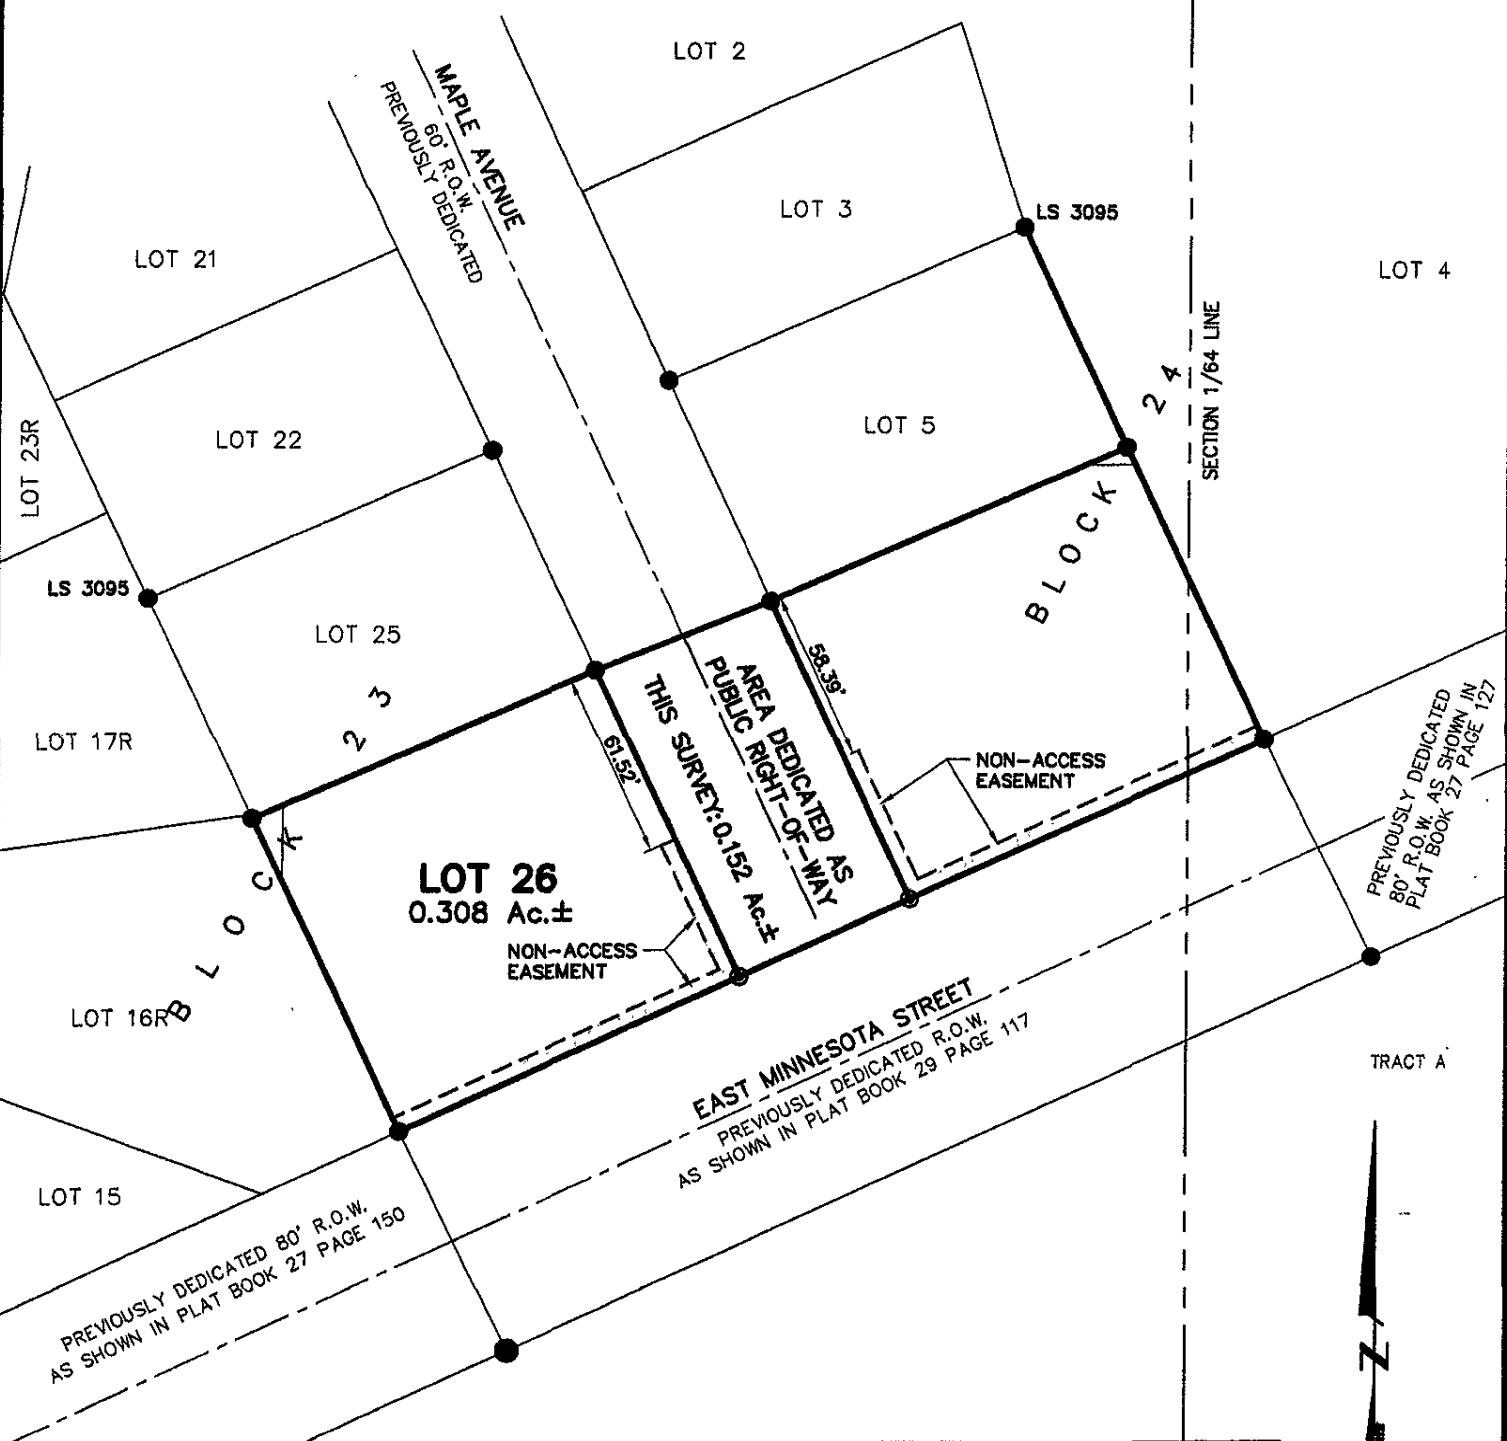 LOT 2
MAPLE AVENUE
60' R.O.W.
PREVIOUSLY DEDICATED
LOT 3
LS 3095
LOT 21
LOT 4
SECTION 1/64 LINE
BLOCK 24
LOT 5
LOT 22
LOT 23R
LS 3095
LOT 25
BLOCK 23
LOT 17R
58.39'
61.52'
AREA DEDICATED AS
PUBLIC RIGHT-OF-WAY
THIS SURVEY: 0.152 Ac.±
NON-ACCESS
EASEMENT
PREVIOUSLY DEDICATED
80' R.O.W. AS SHOWN IN
PLAT BOOK 27 PAGE 127
LOT 26
0.308 Ac.±
NON-ACCESS
EASEMENT
LOT 16R
EAST MINNESOTA STREET
PREVIOUSLY DEDICATED R.O.W.
AS SHOWN IN PLAT BOOK 29 PAGE 117
TRACT A
LOT 15
PREVIOUSLY DEDICATED 80' R.O.W.
AS SHOWN IN PLAT BOOK 27 PAGE 150
N